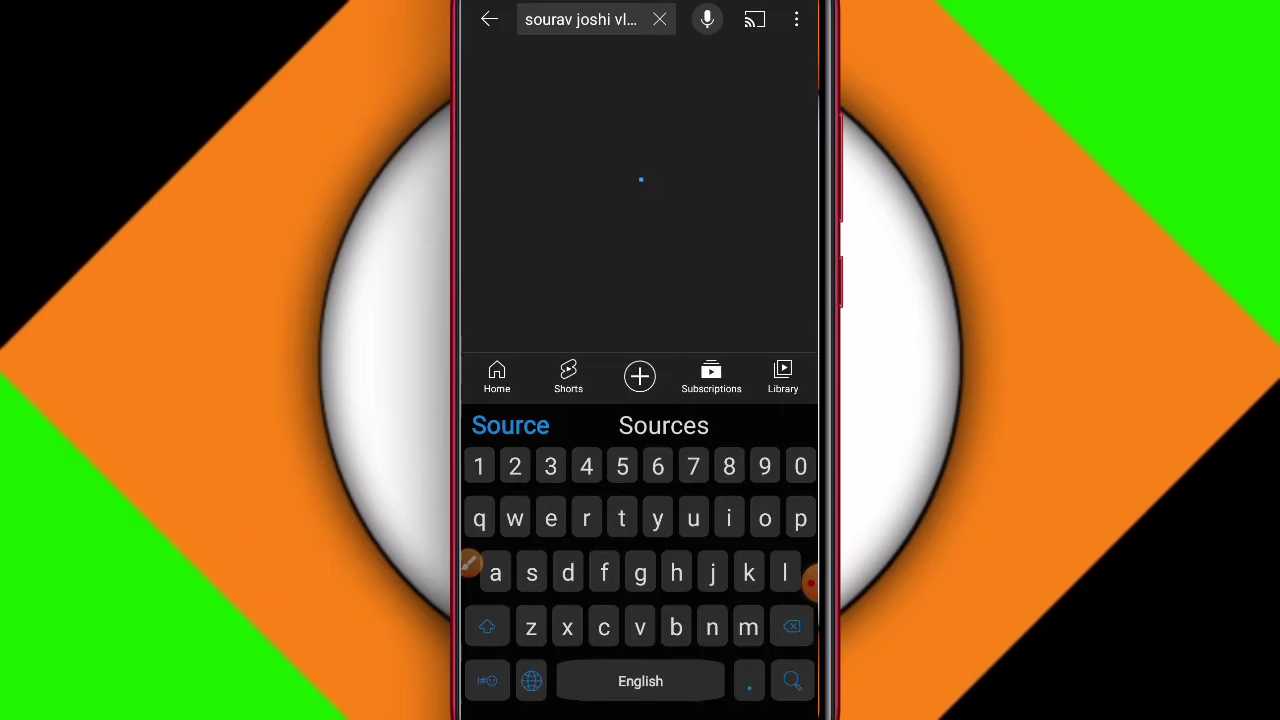 sourav joshi vl...
Home Shorts Subscriptions Library
Source Sources
1 2 3 4 5 6 7 8 9 0
q w e r t y u i o p
a s d f g h j k l
z x c v b n m
!#☺ English .